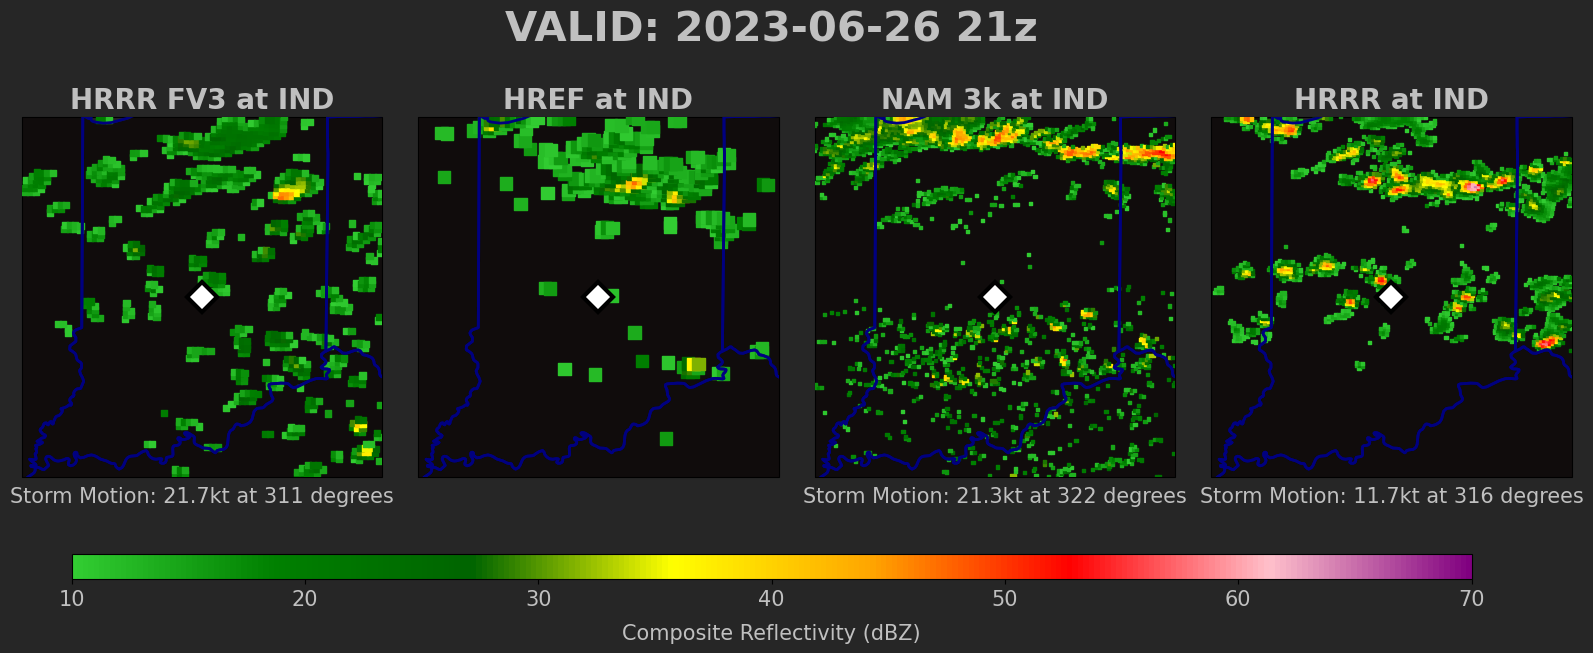 VALID: 2023-06-26 21z
HRRR FV3 at IND
HREF at IND
NAM 3k at IND
HRRR at IND
Storm Motion: 21.7kt at 311 degrees
Storm Motion: 21.3kt at 322 degrees
Storm Motion: 11.7kt at 316 degrees
10 20 30 40 50 60 70
Composite Reflectivity (dBZ)